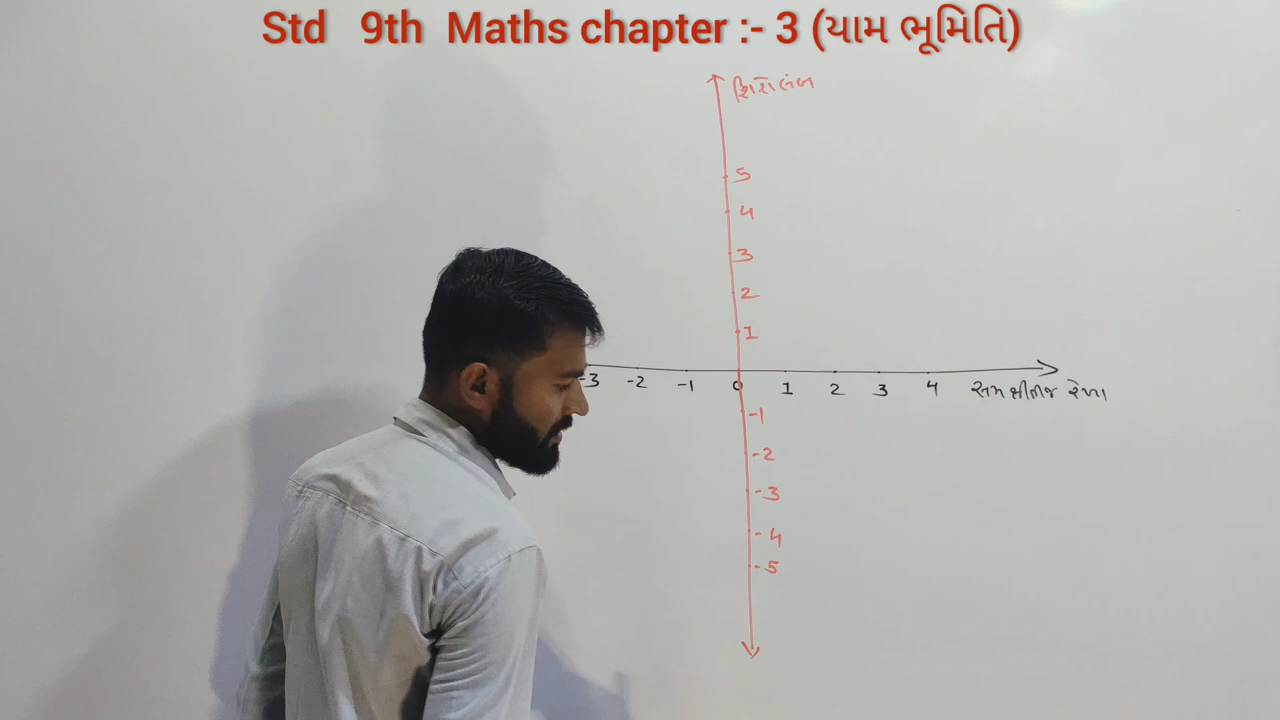 Std 9th Maths chapter :- 3 (યામ ભૂમિતિ)
શિરોલંબ
5
4
3
2
1
-3 -2 -1 0 1 2 3 4
સમક્ષીતીજ રેખા
-1
-2
-3
-4
-5